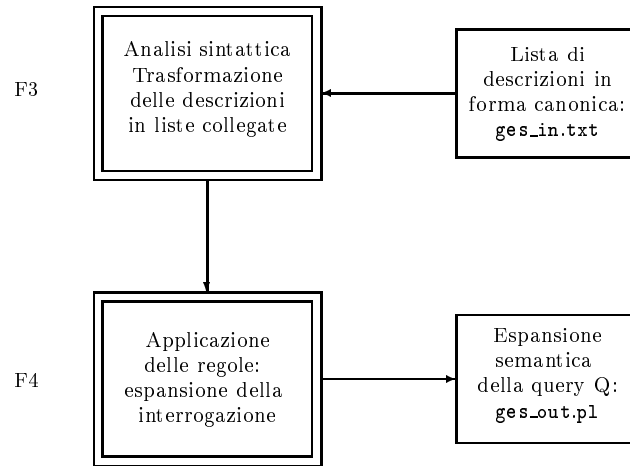 F3
Analisi sintattica
Trasformazione
delle descrizioni
in liste collegate
Lista di
descrizioni in
forma canonica:
ges_in.txt
F4
Applicazione
delle regole:
espansione della
interrogazione
Espansione
semantica
della query Q:
ges_out.pl